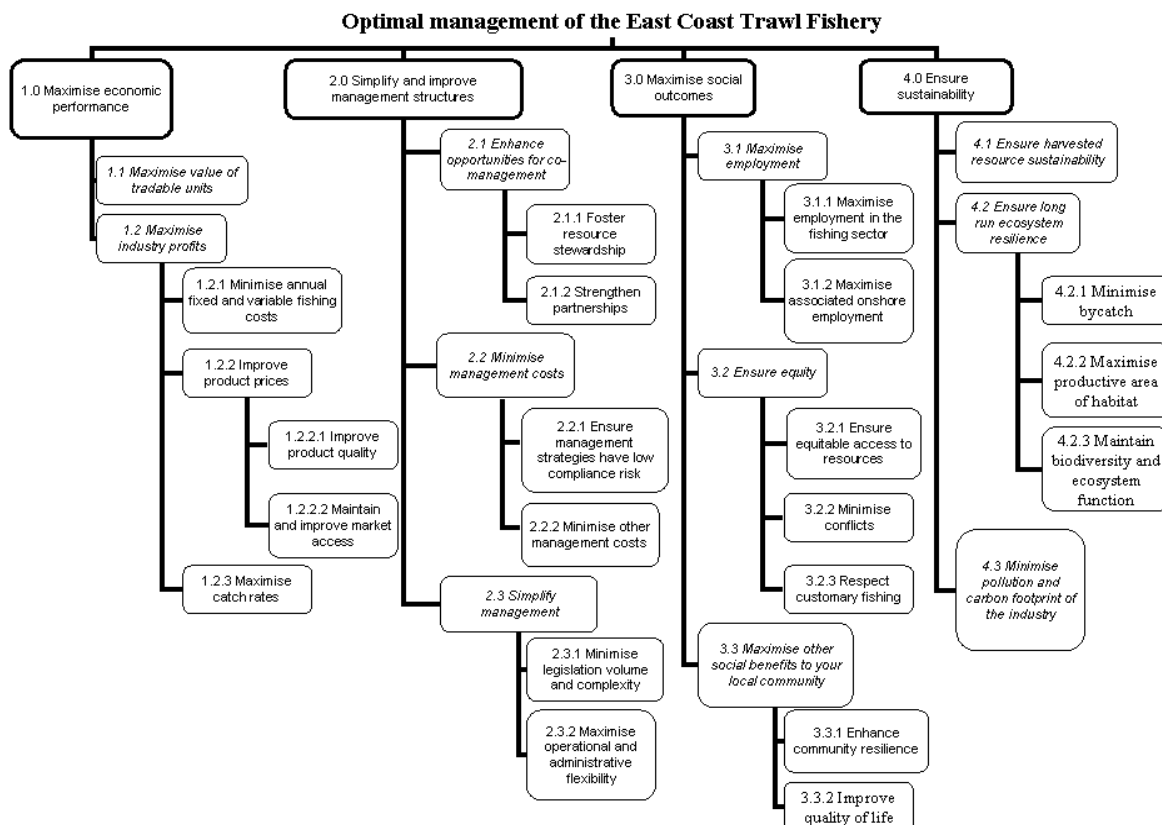 Optimal management of the East Coast Trawl Fishery
1.0 Maximise economic
performance
1.1 Maximise value of
tradable units
1.2 Maximise
industry profits
1.2.1 Minimise annual
fixed and variable fishing
costs
1.2.2 Improve
product prices
1.2.2.1 Improve
product quality
1.2.2.2 Maintain
and improve market
access
1.2.3 Maximise
catch rates
2.0 Simplify and improve
management structures
2.1 Enhance
opportunities for co-
management
2.1.1 Foster
resource
stewardship
2.1.2 Strengthen
partnerships
2.2 Minimise
management costs
2.2.1 Ensure
management
strategies have low
compliance risk
2.2.2 Minimise other
management costs
2.3 Simplify
management
2.3.1 Minimise
legislation volume
and complexity
2.3.2 Maximise
operational and
administrative
flexibility
3.0 Maximise social
outcomes
3.1 Maximise
employment
3.1.1 Maximise
employment in the
fishing sector
3.1.2 Maximise
associated onshore
employment
3.2 Ensure equity
3.2.1 Ensure
equitable access to
resources
3.2.2 Minimise
conflicts
3.2.3 Respect
customary fishing
3.3 Maximise other
social benefits to your
local community
3.3.1 Enhance
community resilience
3.3.2 Improve
quality of life
4.0 Ensure
sustainability
4.1 Ensure harvested
resource sustainability
4.2 Ensure long
run ecosystem
resilience
4.2.1 Minimise
bycatch
4.2.2 Maximise
productive area
of habitat
4.2.3 Maintain
biodiversity and
ecosystem
function
4.3 Minimise
pollution and
carbon footprint of
the industry